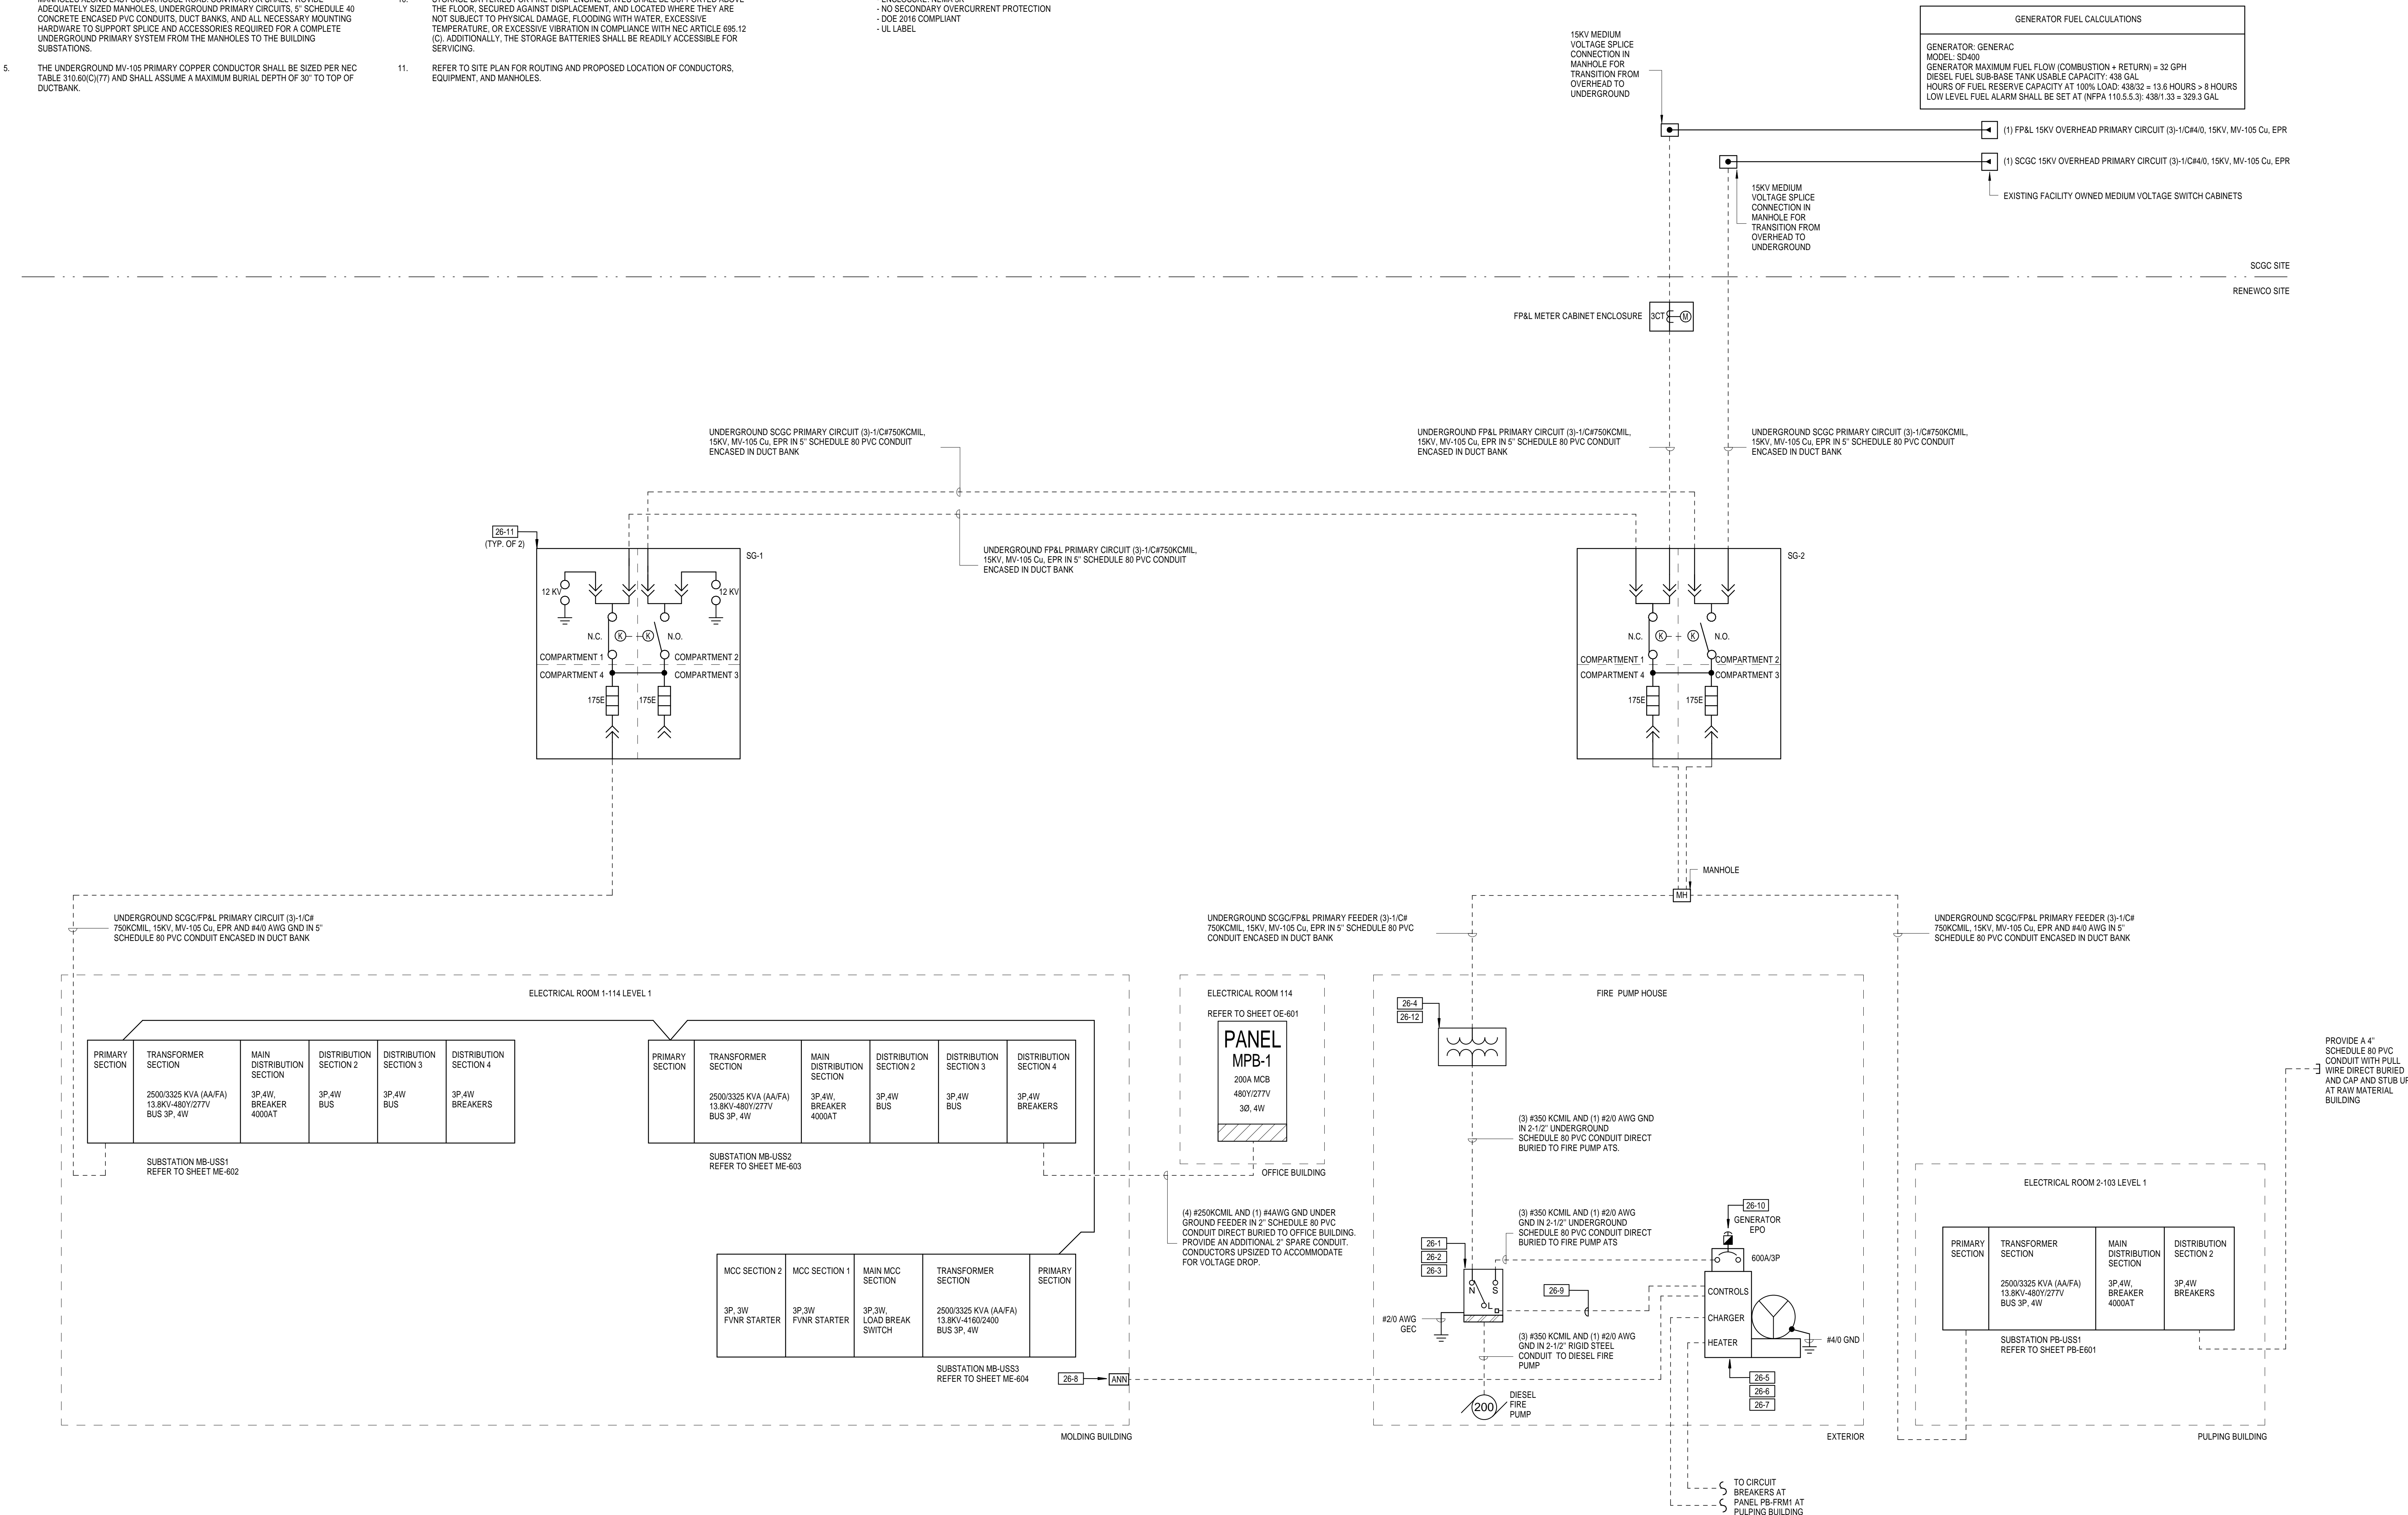 ADEQUATELY SIZED MANHOLES, UNDERGROUND PRIMARY CIRCUITS, 5" SCHEDULE 40
CONCRETE ENCASED PVC CONDUITS, DUCT BANKS, AND ALL NECESSARY MOUNTING
HARDWARE TO SUPPORT SPLICE AND ACCESSORIES REQUIRED FOR A COMPLETE
UNDERGROUND PRIMARY SYSTEM FROM THE MANHOLES TO THE BUILDING
SUBSTATIONS.
5. THE UNDERGROUND MV-105 PRIMARY COPPER CONDUCTOR SHALL BE SIZED PER NEC
TABLE 310.60(C)(77) AND SHALL ASSUME A MAXIMUM BURIAL DEPTH OF 30" TO TOP OF
DUCTBANK.
THE FLOOR, SECURED AGAINST DISPLACEMENT, AND LOCATED WHERE THEY ARE
NOT SUBJECT TO PHYSICAL DAMAGE, FLOODING WITH WATER, EXCESSIVE
TEMPERATURE, OR EXCESSIVE VIBRATION IN COMPLIANCE WITH NEC ARTICLE 695.12
(C). ADDITIONALLY, THE STORAGE BATTERIES SHALL BE READILY ACCESSIBLE FOR
SERVICING.
11. REFER TO SITE PLAN FOR ROUTING AND PROPOSED LOCATION OF CONDUCTORS,
EQUIPMENT, AND MANHOLES.
- NO SECONDARY OVERCURRENT PROTECTION
- DOE 2016 COMPLIANT
- UL LABEL
15KV MEDIUM
VOLTAGE SPLICE
CONNECTION IN
MANHOLE FOR
TRANSITION FROM
OVERHEAD TO
UNDERGROUND
GENERATOR FUEL CALCULATIONS
GENERATOR: GENERAC
MODEL: SD400
GENERATOR MAXIMUM FUEL FLOW (COMBUSTION + RETURN) = 32 GPH
DIESEL FUEL SUB-BASE TANK USABLE CAPACITY: 438 GAL
HOURS OF FUEL RESERVE CAPACITY AT 100% LOAD: 438/32 = 13.6 HOURS > 8 HOURS
LOW LEVEL FUEL ALARM SHALL BE SET AT (NFPA 110.5.5.3): 438/1.33 = 329.3 GAL
(1) FP&L 15KV OVERHEAD PRIMARY CIRCUIT (3)-1/C#4/0, 15KV, MV-105 Cu, EPR
(1) SCGC 15KV OVERHEAD PRIMARY CIRCUIT (3)-1/C#4/0, 15KV, MV-105 Cu, EPR
EXISTING FACILITY OWNED MEDIUM VOLTAGE SWITCH CABINETS
15KV MEDIUM
VOLTAGE SPLICE
CONNECTION IN
MANHOLE FOR
TRANSITION FROM
OVERHEAD TO
UNDERGROUND
SCGC SITE
RENEWCO SITE
FP&L METER CABINET ENCLOSURE
3CT
M
UNDERGROUND SCGC PRIMARY CIRCUIT (3)-1/C#750KCMIL,
15KV, MV-105 Cu, EPR IN 5" SCHEDULE 80 PVC CONDUIT
ENCASED IN DUCT BANK
UNDERGROUND FP&L PRIMARY CIRCUIT (3)-1/C#750KCMIL,
15KV, MV-105 Cu, EPR IN 5" SCHEDULE 80 PVC CONDUIT
ENCASED IN DUCT BANK
UNDERGROUND SCGC PRIMARY CIRCUIT (3)-1/C#750KCMIL,
15KV, MV-105 Cu, EPR IN 5" SCHEDULE 80 PVC CONDUIT
ENCASED IN DUCT BANK
26-11
(TYP. OF 2)
SG-1
UNDERGROUND FP&L PRIMARY CIRCUIT (3)-1/C#750KCMIL,
15KV, MV-105 Cu, EPR IN 5" SCHEDULE 80 PVC CONDUIT
ENCASED IN DUCT BANK
SG-2
12 KV
12 KV
N.C.
K
K
N.O.
COMPARTMENT 1
COMPARTMENT 2
COMPARTMENT 4
COMPARTMENT 3
175E
175E
N.C.
K
K
N.O.
COMPARTMENT 1
COMPARTMENT 2
COMPARTMENT 4
COMPARTMENT 3
175E
175E
MANHOLE
MH
UNDERGROUND SCGC/FP&L PRIMARY CIRCUIT (3)-1/C#
750KCMIL, 15KV, MV-105 Cu, EPR AND #4/0 AWG GND IN 5"
SCHEDULE 80 PVC CONDUIT ENCASED IN DUCT BANK
UNDERGROUND SCGC/FP&L PRIMARY FEEDER (3)-1/C#
750KCMIL, 15KV, MV-105 Cu, EPR IN 5" SCHEDULE 80 PVC
CONDUIT ENCASED IN DUCT BANK
UNDERGROUND SCGC/FP&L PRIMARY FEEDER (3)-1/C#
750KCMIL, 15KV, MV-105 Cu, EPR AND #4/0 AWG IN 5"
SCHEDULE 80 PVC CONDUIT ENCASED IN DUCT BANK
ELECTRICAL ROOM 1-114 LEVEL 1
PRIMARY
SECTION
TRANSFORMER
SECTION
2500/3325 KVA (AA/FA)
13.8KV-480Y/277V
BUS 3P, 4W
MAIN
DISTRIBUTION
SECTION
3P,4W,
BREAKER
4000AT
DISTRIBUTION
SECTION 2
3P,4W
BUS
DISTRIBUTION
SECTION 3
3P,4W
BUS
DISTRIBUTION
SECTION 4
3P,4W
BREAKERS
SUBSTATION MB-USS1
REFER TO SHEET ME-602
PRIMARY
SECTION
TRANSFORMER
SECTION
2500/3325 KVA (AA/FA)
13.8KV-480Y/277V
BUS 3P, 4W
MAIN
DISTRIBUTION
SECTION
3P,4W,
BREAKER
4000AT
DISTRIBUTION
SECTION 2
3P,4W
BUS
DISTRIBUTION
SECTION 3
3P,4W
BUS
DISTRIBUTION
SECTION 4
3P,4W
BREAKERS
SUBSTATION MB-USS2
REFER TO SHEET ME-603
MCC SECTION 2
3P, 3W
FVNR STARTER
MCC SECTION 1
3P,3W
FVNR STARTER
MAIN MCC
SECTION
3P,3W,
LOAD BREAK
SWITCH
TRANSFORMER
SECTION
2500/3325 KVA (AA/FA)
13.8KV-4160/2400
BUS 3P, 4W
PRIMARY
SECTION
SUBSTATION MB-USS3
REFER TO SHEET ME-604
26-8
ANN
MOLDING BUILDING
ELECTRICAL ROOM 114
REFER TO SHEET OE-601
PANEL
MPB-1
200A MCB
480Y/277V
3Ø, 4W
OFFICE BUILDING
(4) #250KCMIL AND (1) #4AWG GND UNDER
GROUND FEEDER IN 2" SCHEDULE 80 PVC
CONDUIT DIRECT BURIED TO OFFICE BUILDING.
PROVIDE AN ADDITIONAL 2" SPARE CONDUIT.
CONDUCTORS UPSIZED TO ACCOMMODATE
FOR VOLTAGE DROP.
FIRE PUMP HOUSE
26-4
26-12
(3) #350 KCMIL AND (1) #2/0 AWG GND
IN 2-1/2" UNDERGROUND
SCHEDULE 80 PVC CONDUIT DIRECT
BURIED TO FIRE PUMP ATS.
(3) #350 KCMIL AND (1) #2/0 AWG
GND IN 2-1/2" UNDERGROUND
SCHEDULE 80 PVC CONDUIT DIRECT
BURIED TO FIRE PUMP ATS
26-10
GENERATOR
EPO
600A/3P
26-1
26-2
26-3
N
S
L
26-9
#2/0 AWG
GEC
(3) #350 KCMIL AND (1) #2/0 AWG
GND IN 2-1/2" RIGID STEEL
CONDUIT TO DIESEL FIRE
PUMP
200
DIESEL
FIRE
PUMP
CONTROLS
CHARGER
HEATER
#4/0 GND
26-5
26-6
26-7
EXTERIOR
TO CIRCUIT
BREAKERS AT
PANEL PB-FRM1 AT
PULPING BUILDING
PROVIDE A 4"
SCHEDULE 80 PVC
CONDUIT WITH PULL
WIRE DIRECT BURIED
AND CAP AND STUB UP
AT RAW MATERIAL
BUILDING
ELECTRICAL ROOM 2-103 LEVEL 1
PRIMARY
SECTION
TRANSFORMER
SECTION
2500/3325 KVA (AA/FA)
13.8KV-480Y/277V
BUS 3P, 4W
MAIN
DISTRIBUTION
SECTION
3P,4W,
BREAKER
4000AT
DISTRIBUTION
SECTION 2
3P,4W
BREAKERS
SUBSTATION PB-USS1
REFER TO SHEET PB-E601
PULPING BUILDING